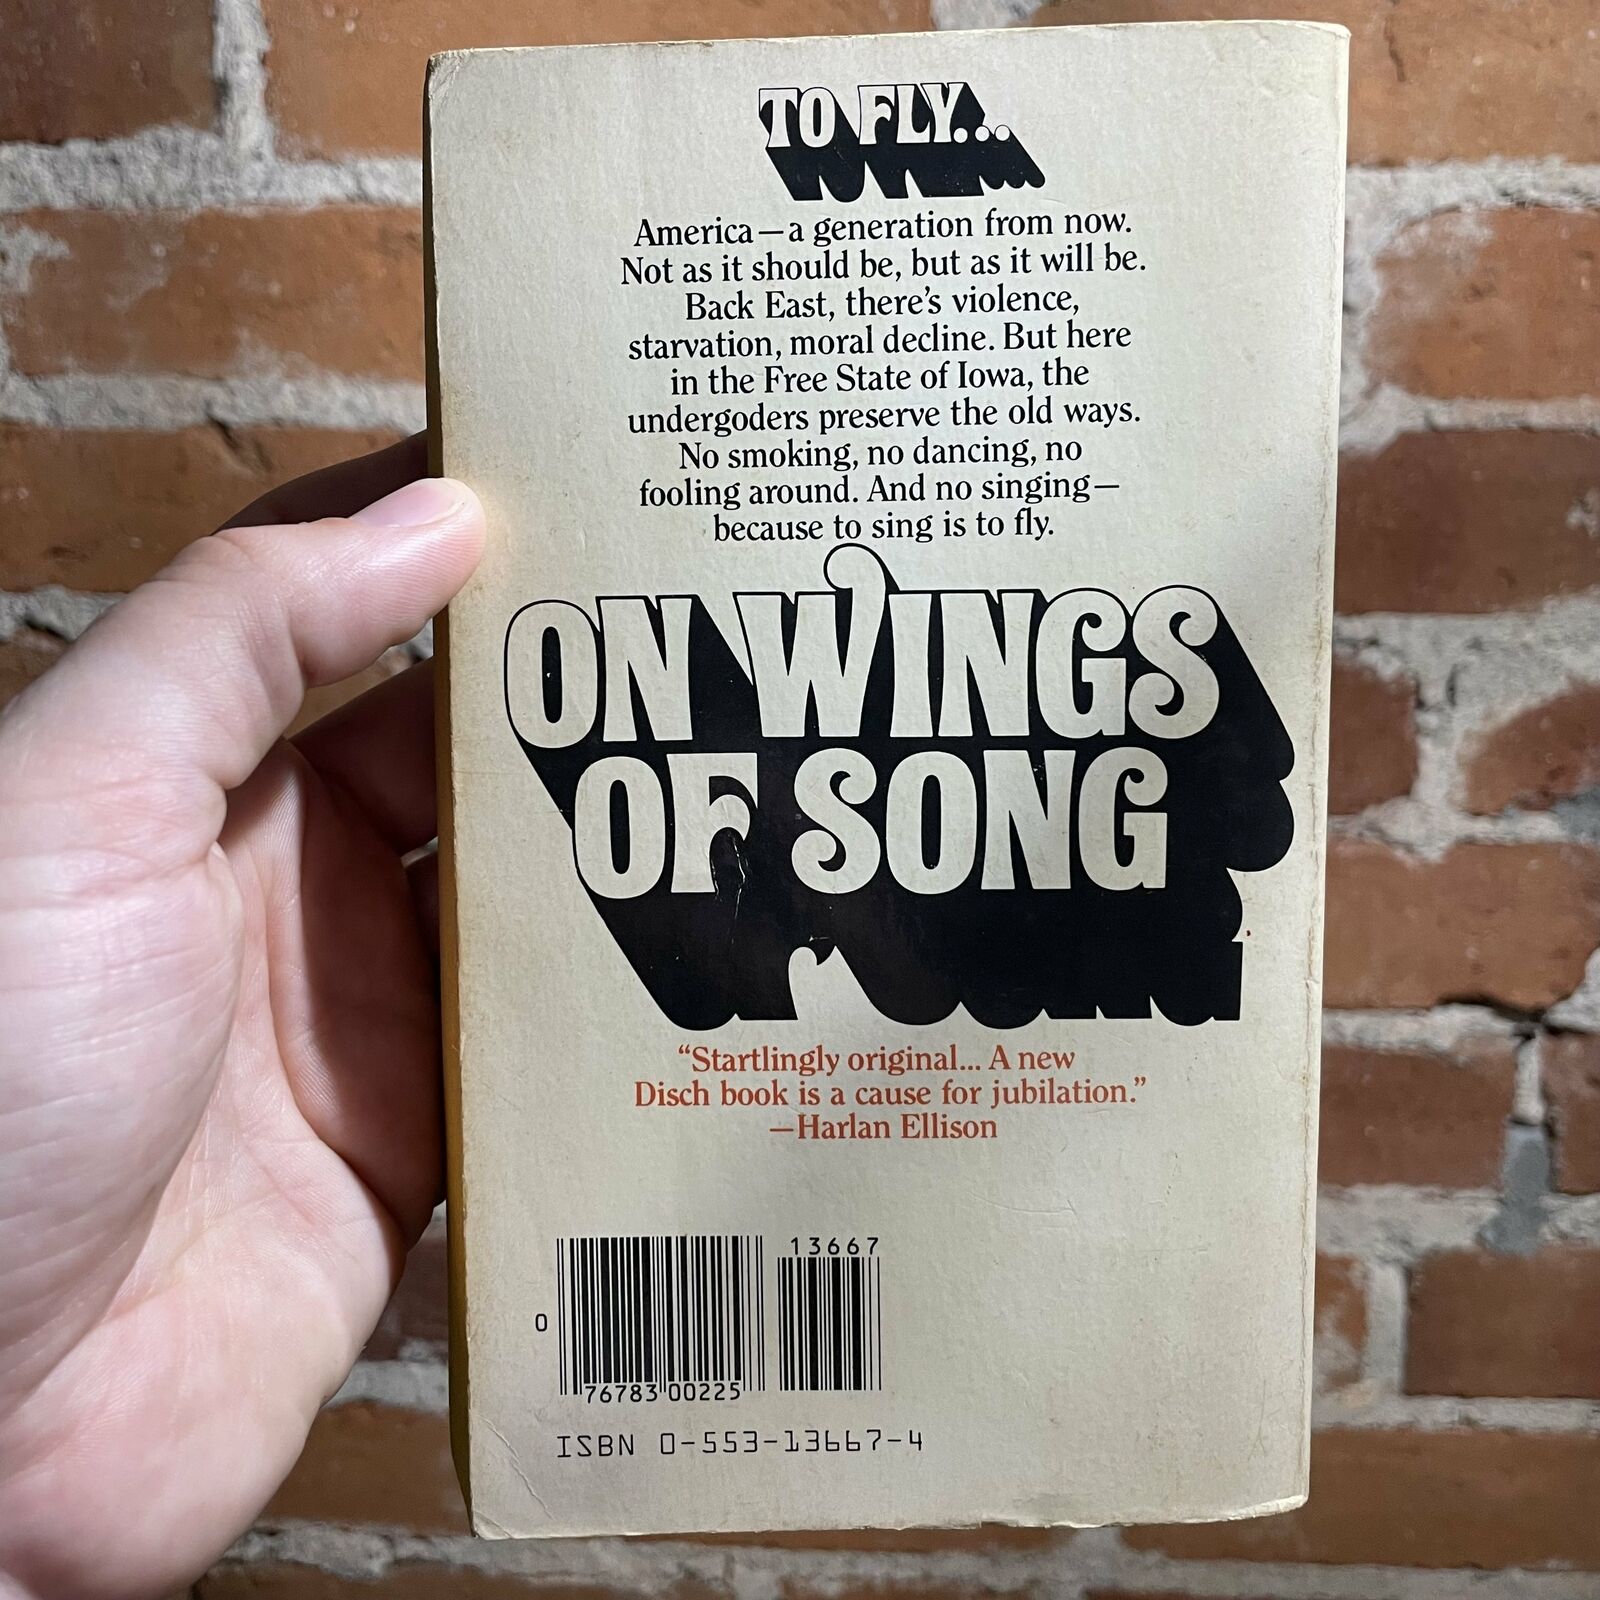 TO FLY...
America—a generation from now.
Not as it should be, but as it will be.
Back East, there's violence,
starvation, moral decline. But here
in the Free State of Iowa, the
undergoders preserve the old ways.
No smoking, no dancing, no
fooling around. And no singing—
because to sing is to fly.
ON WINGS
OF SONG
“Startlingly original... A new
Disch book is a cause for jubilation.”
—Harlan Ellison
13667
0
76783 00225
ISBN 0-553-13667-4